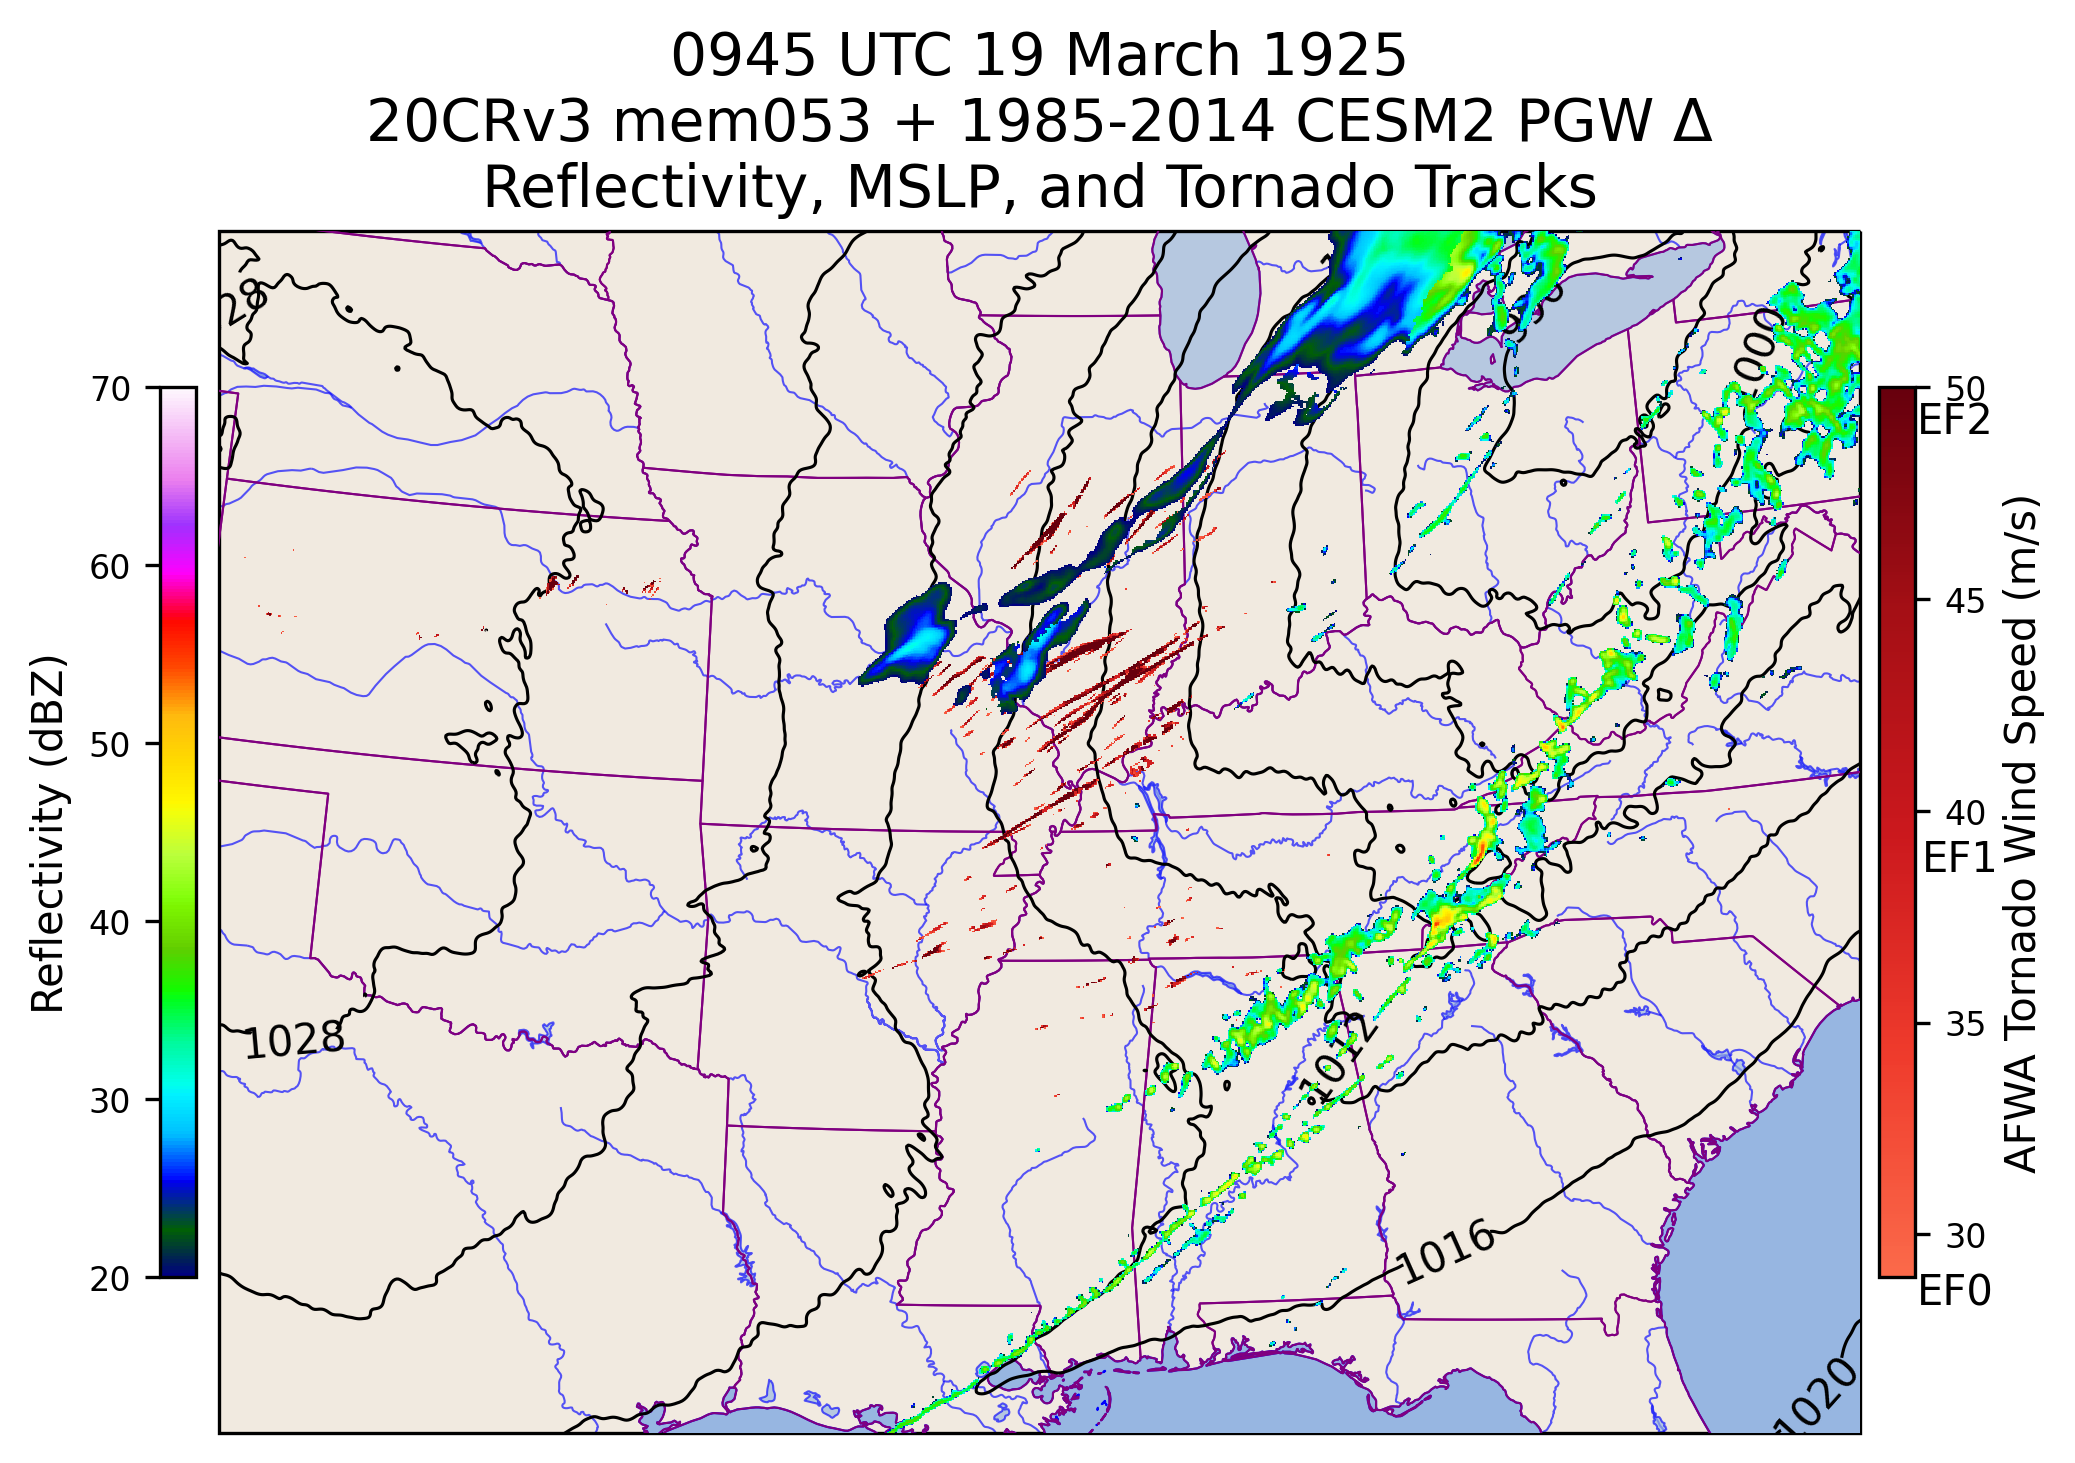 0945 UTC 19 March 1925
20CRv3 mem053 + 1985-2014 CESM2 PGW Δ
Reflectivity, MSLP, and Tornado Tracks
70
60
50
40
30
20
Reflectivity (dBZ)
28
1028
1012
1016
1020
50
EF2
45
40
EF1
35
30
EF0
AFWA Tornado Wind Speed (m/s)